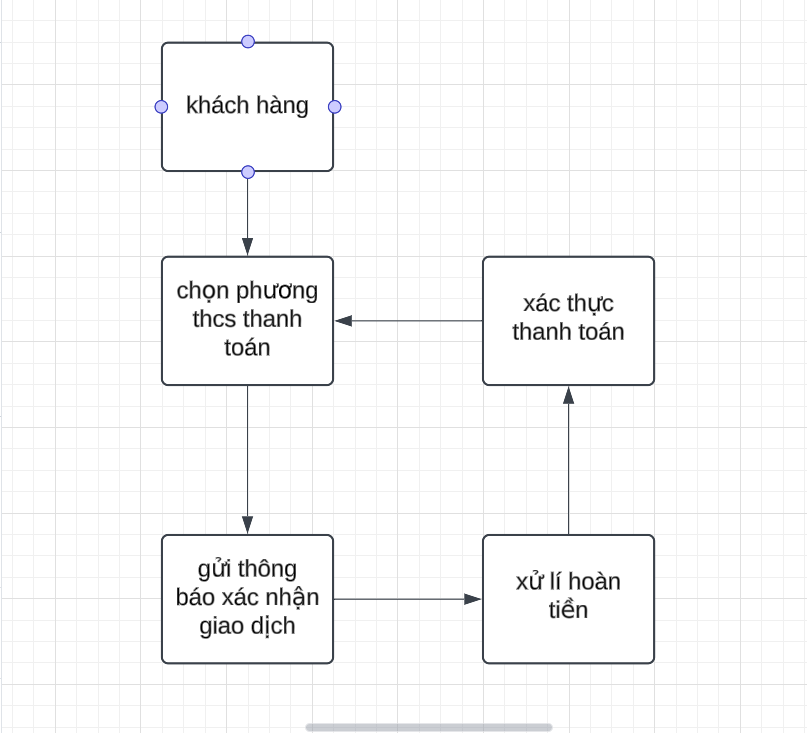 khách hàng
chọn phương
thcs thanh
toán
xác thực
thanh toán
gửi thông
báo xác nhận
giao dịch
xử lí hoàn
tiền